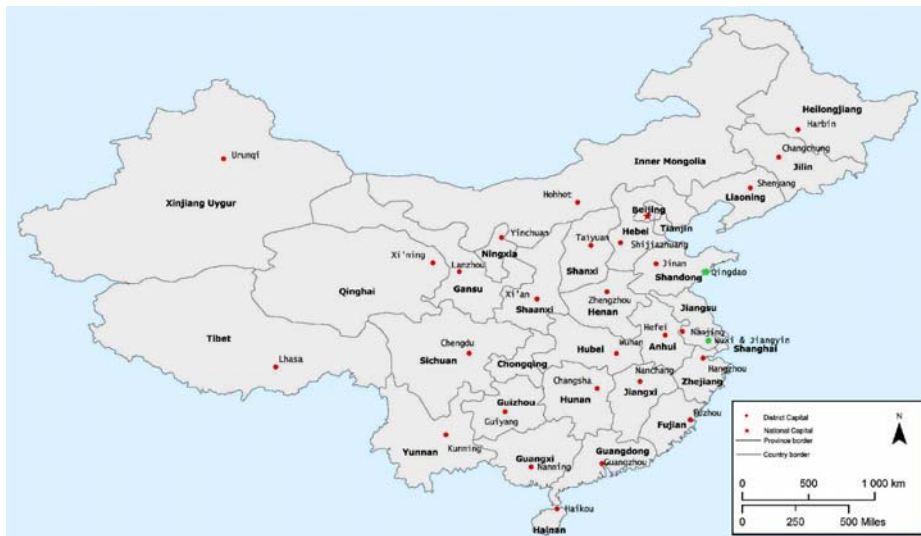 Heilongjiang
Harbin
Changchung
Jilin
Urunqi
Inner Mongolia
Shenyang
Liaoning
Hohhot
Xinjiang Uygur
Beijing
Tianjin
Hebei
Yinchuan
Taiyuan
Shijiazhuang
Ningxia
Xi'ning
Lanzhou
Jinan
Shanxi
Shandong
Qingdao
Qinghai
Gansu
Xi'an
Shaanxi
Zhengzhou
Henan
Jiangsu
Tibet
Hefei
Nanjing
Wuxi & Jiangyin
Chengdu
Wuhan
Anhui
Shanghai
Sichuan
Hubei
Lhasa
Chongqing
Hangzhou
Nanchang
Zhejiang
Changsha
Jiangxi
Guizhou
Hunan
Guiyang
Fuzhou
Fujian
Kunming
Yunnan
Guangdong
Guangxi
Guangzhou
Nanning
Haikou
Hainan
District Capital
National Capital
Province border
Country border
N
0 500 1 000 km
0 250 500 Miles